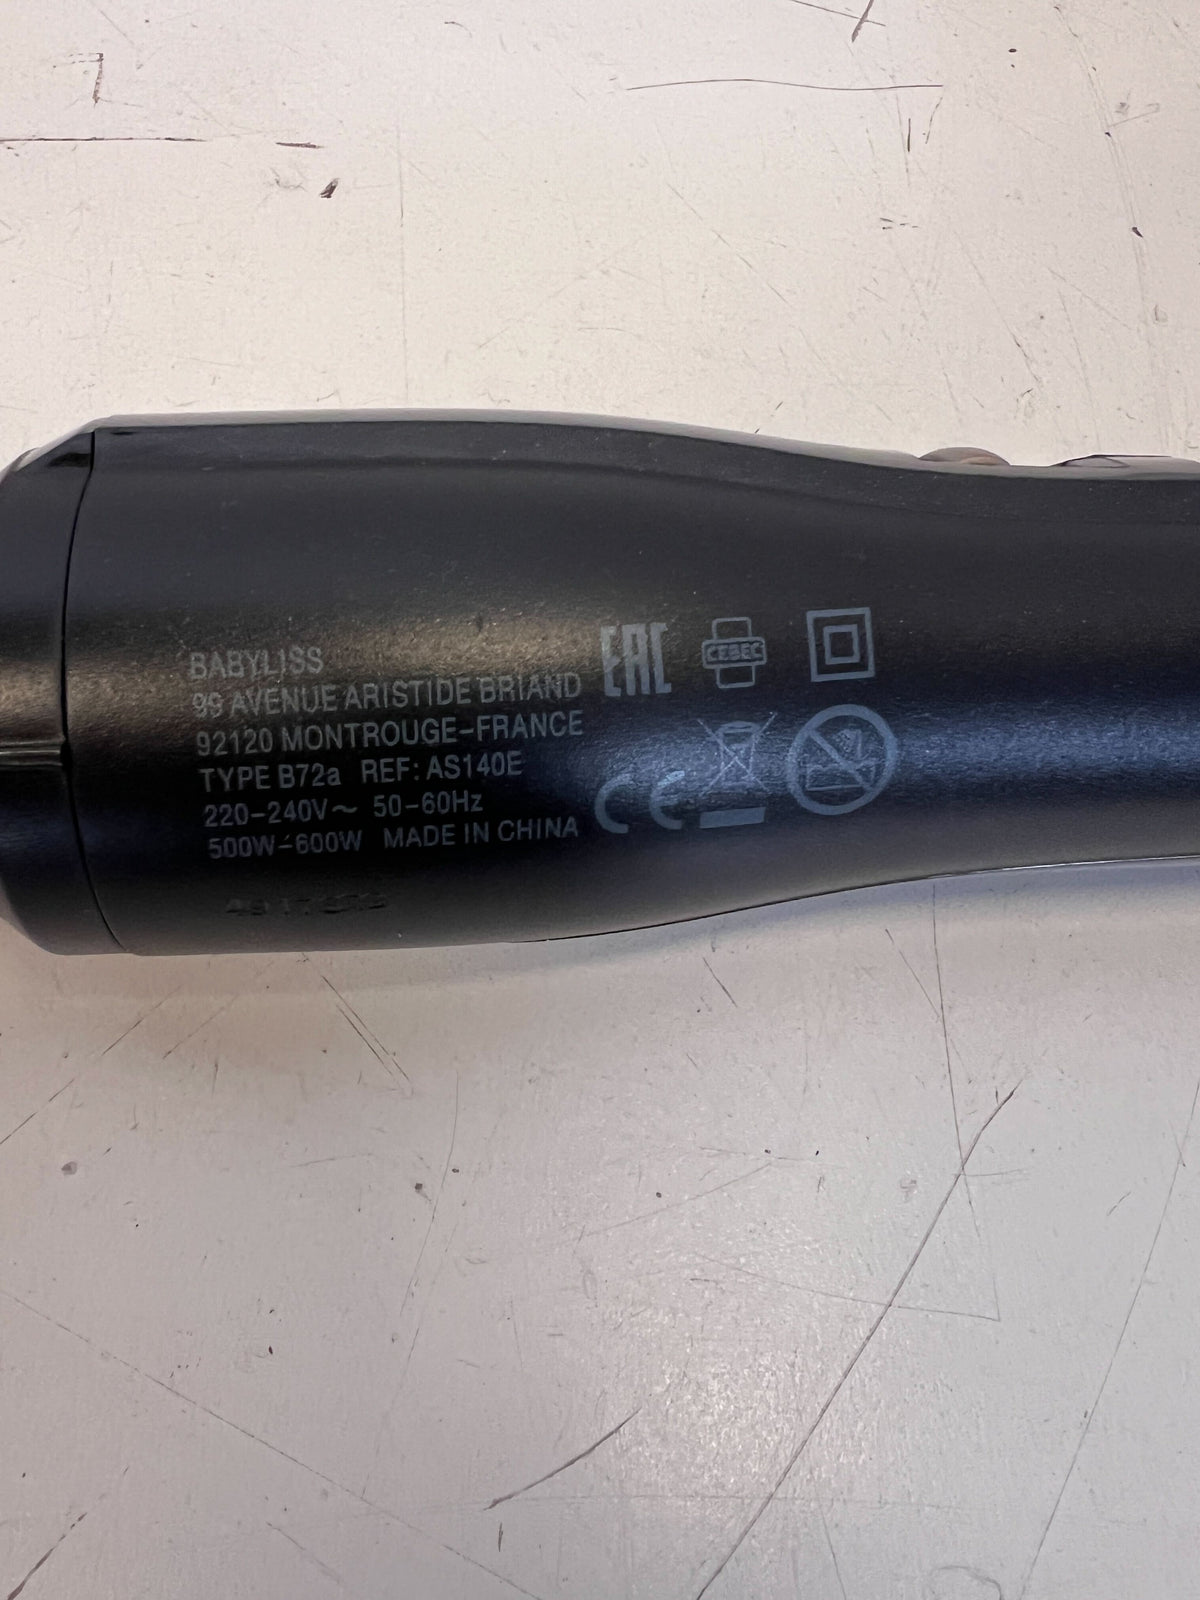 BABYLISS
99 AVENUE ARISTIDE BRIAND
92120 MONTROUGE-FRANCE
TYPE B72a REF: AS140E
220-240V~ 50-60Hz
500W-600W MADE IN CHINA
EAC
CEBEC
CE